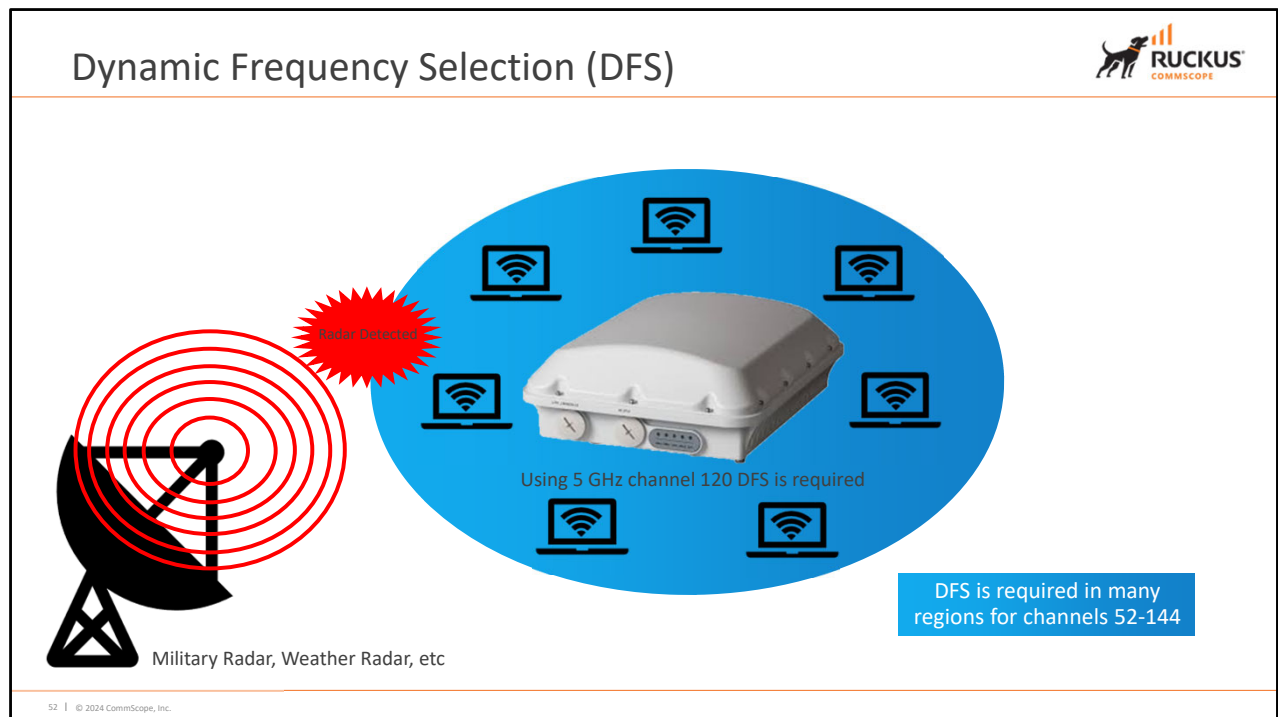 Dynamic Frequency Selection (DFS)
RUCKUS
COMMSCOPE
Radar Detected
Using 5 GHz channel 120 DFS is required
DFS is required in many
regions for channels 52-144
Military Radar, Weather Radar, etc
52 | © 2024 CommScope, Inc.